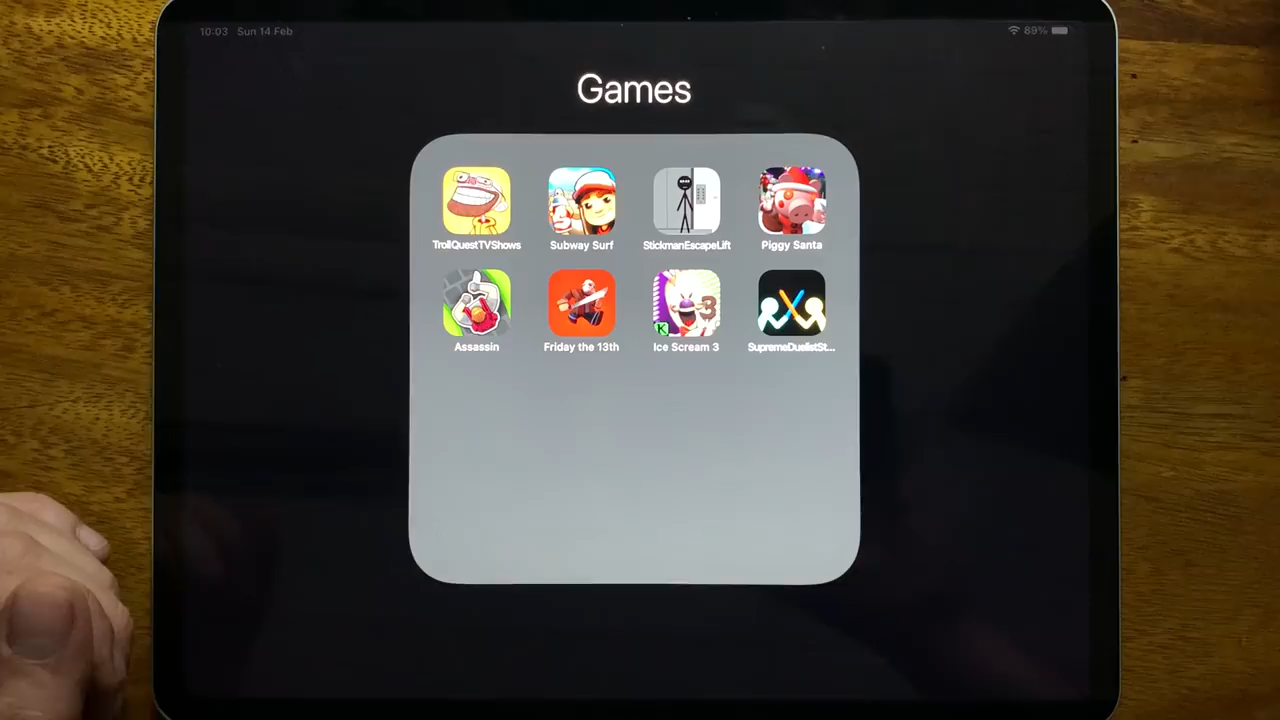 10:03 Sun 14 Feb 89%
Games
TrollQuestTVShows Subway Surf StickmanEscapeLift Piggy Santa
3
K
Assassin Friday the 13th Ice Scream 3 SupremeDuelistSt...